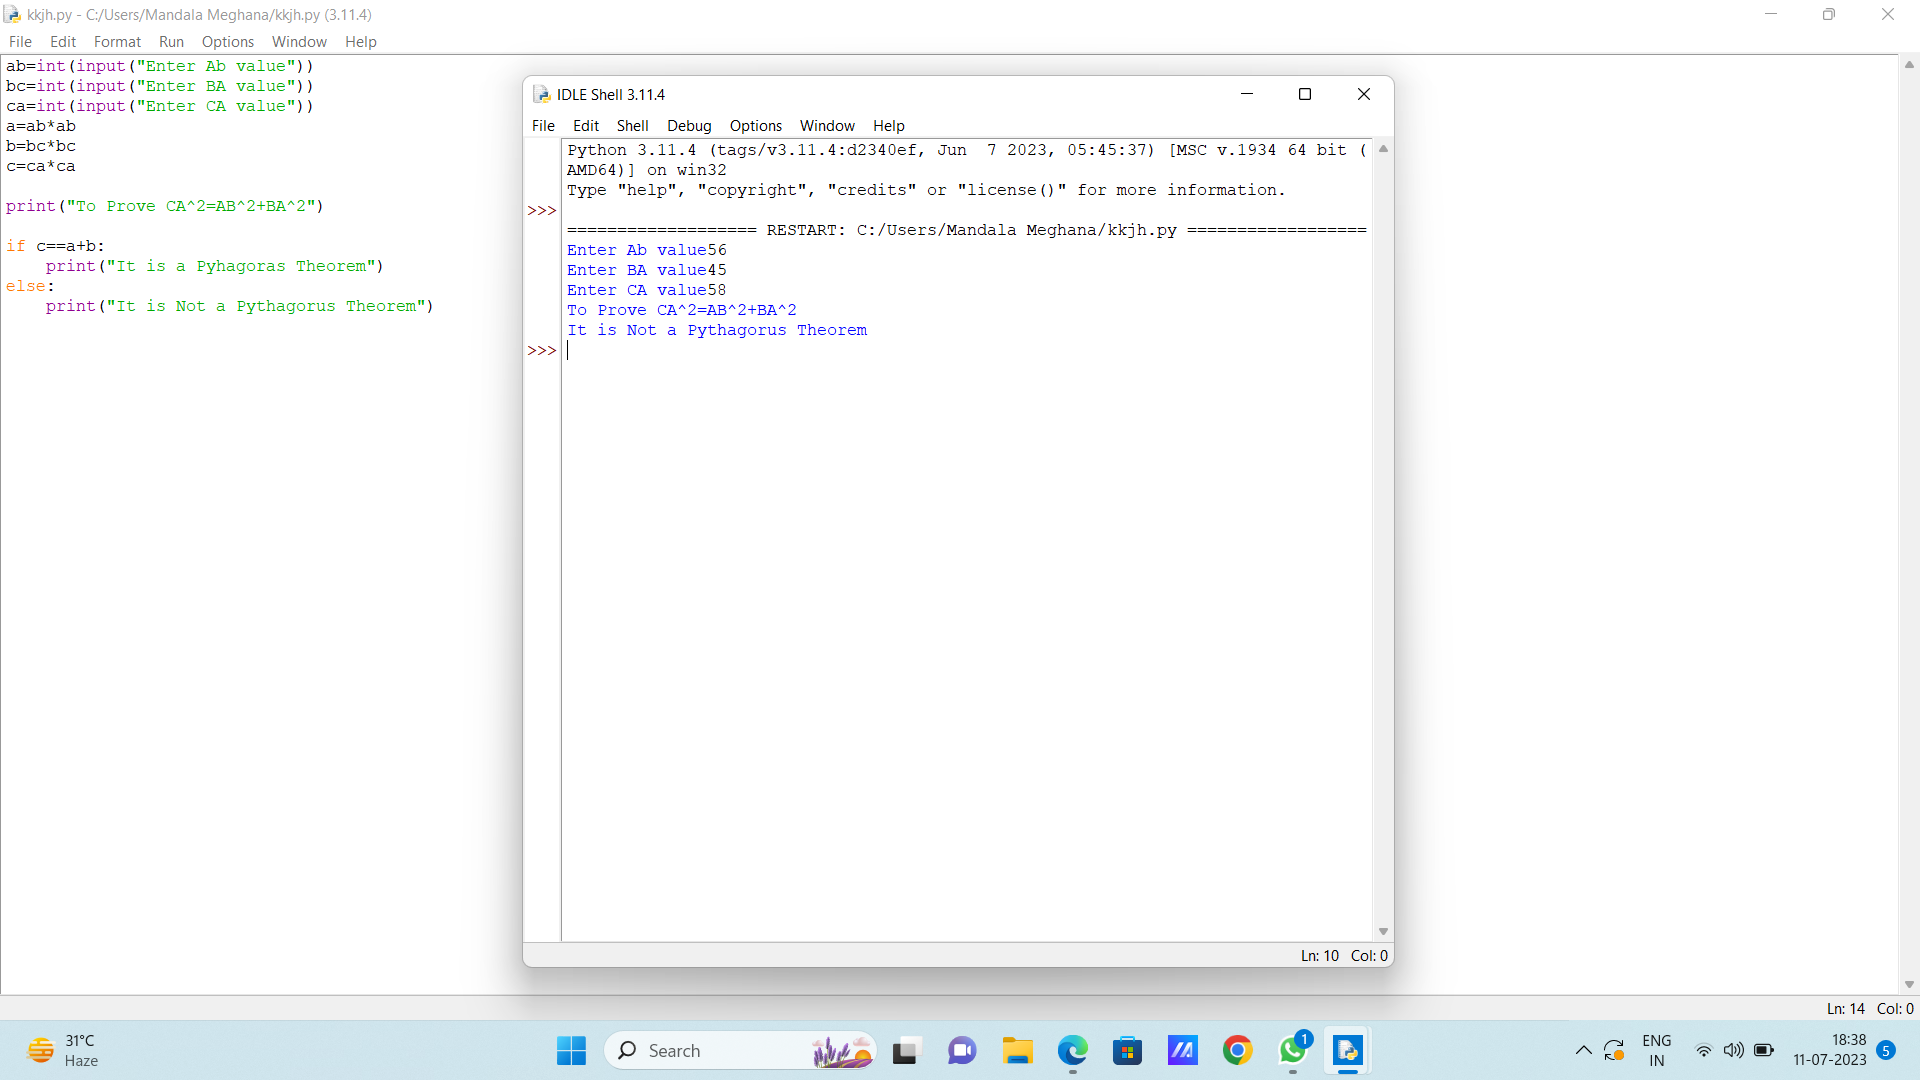 kkjh.py - C:/Users/Mandala Meghana/kkjh.py (3.11.4)
File Edit Format Run Options Window Help
ab=int(input("Enter Ab value"))
bc=int(input("Enter BA value"))
ca=int(input("Enter CA value"))
a=ab*ab
b=bc*bc
c=ca*ca
print("To Prove CA^2=AB^2+BA^2")
if c==a+b:
    print("It is a Pyhagoras Theorem")
else:
    print("It is Not a Pythagorus Theorem")
IDLE Shell 3.11.4
File Edit Shell Debug Options Window Help
Python 3.11.4 (tags/v3.11.4:d2340ef, Jun  7 2023, 05:45:37) [MSC v.1934 64 bit (
AMD64)] on win32
Type "help", "copyright", "credits" or "license()" for more information.
>>>
=================== RESTART: C:/Users/Mandala Meghana/kkjh.py ==================
Enter Ab value56
Enter BA value45
Enter CA value58
To Prove CA^2=AB^2+BA^2
It is Not a Pythagorus Theorem
>>>
Ln: 10 Col: 0
Ln: 14 Col: 0
31°C
Haze
Search
1
ENG
IN
18:38
11-07-2023
5